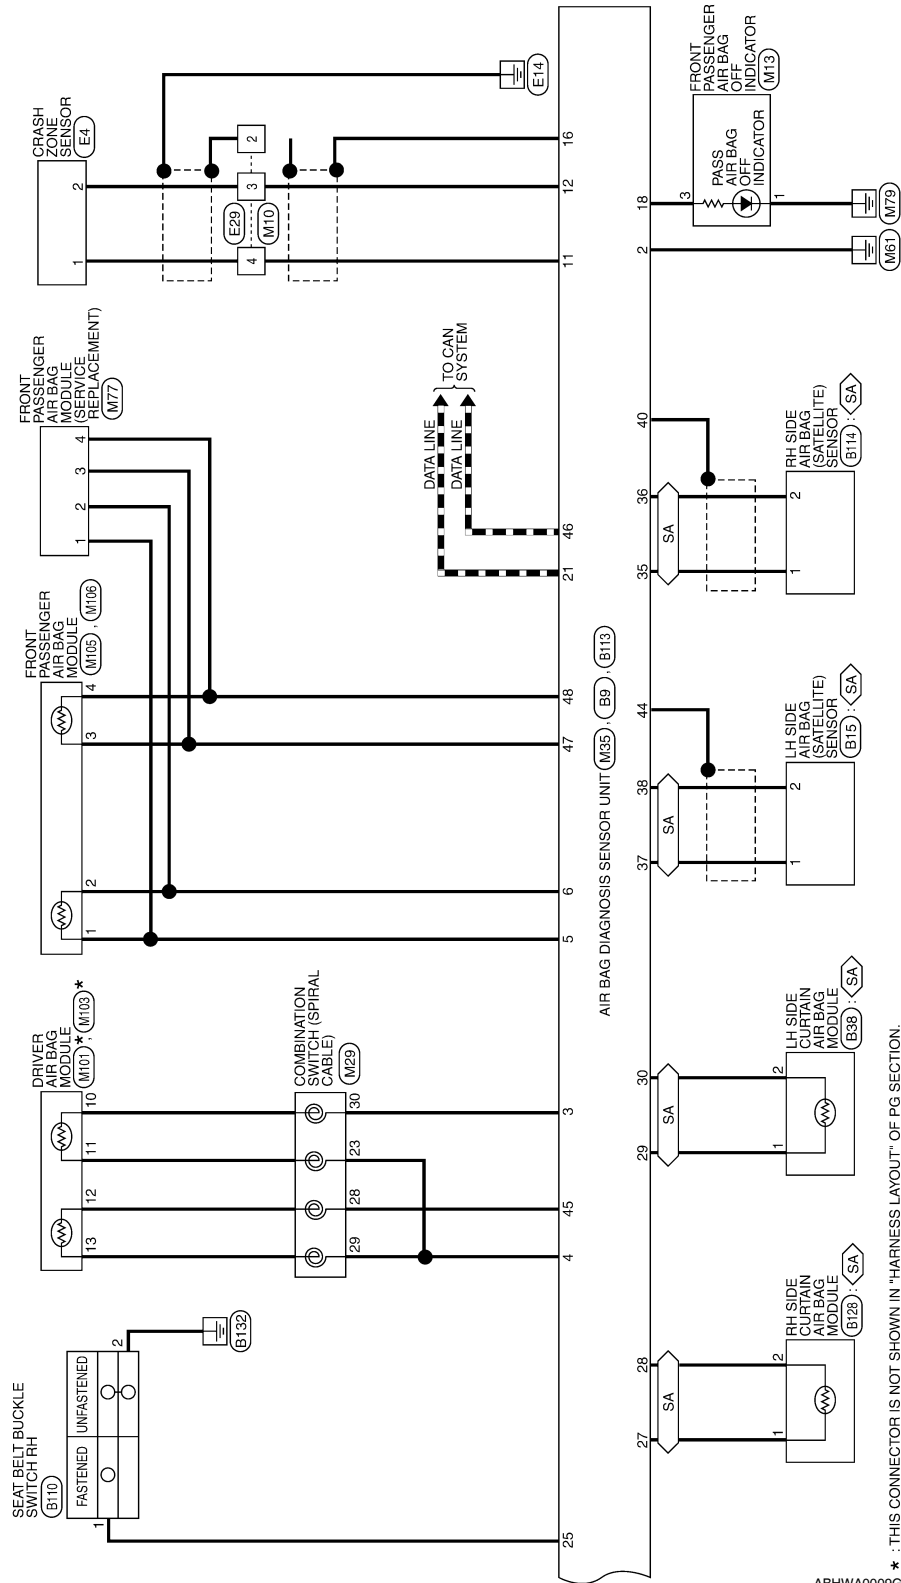 SEAT BELT BUCKLE
SWITCH RH
B110
FASTENED
UNFASTENED
1
2
B132
DRIVER
AIR BAG
MODULE
M101 * , M103 *
13
12
11
10
COMBINATION
SWITCH (SPIRAL
CABLE)
M29
29
28
23
30
FRONT
PASSENGER
AIR BAG
MODULE
M105 , M106
1
2
3
4
FRONT
PASSENGER
AIR BAG
MODULE
(SERVICE
REPLACEMENT)
M77
1
2
3
4
CRASH
ZONE
SENSOR
E4
1
2
4
3
2
E29
M10
E14
DATA LINE
DATA LINE
TO CAN
SYSTEM
25
4
45
3
5
6
47
48
21
46
11
12
16
AIR BAG DIAGNOSIS SENSOR UNIT M35 , B9 , B113
27
28
29
30
37
38
44
35
36
40
2
18
SA
1
2
RH SIDE
CURTAIN
AIR BAG
MODULE
B128 : SA
SA
1
2
LH SIDE
CURTAIN
AIR BAG
MODULE
B38 : SA
SA
1
2
LH SIDE
AIR BAG
(SATELLITE)
SENSOR
B15 : SA
SA
1
2
RH SIDE
AIR BAG
(SATELLITE)
SENSOR
B114 : SA
M61
M79
3
1
PASS
AIR BAG
OFF
INDICATOR
FRONT
PASSENGER
AIR BAG
OFF
INDICATOR
M13
* : THIS CONNECTOR IS NOT SHOWN IN "HARNESS LAYOUT" OF PG SECTION.